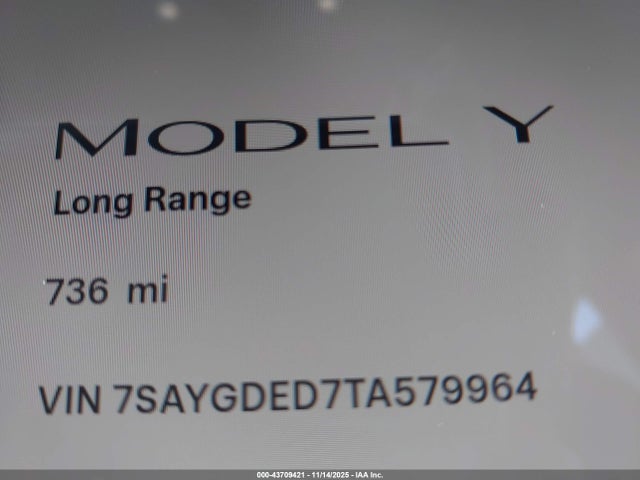 MODEL Y
Long Range
736 mi
VIN 7SAYGDED7TA579964
000-43709421 - 11/14/2025 - IAA Inc.